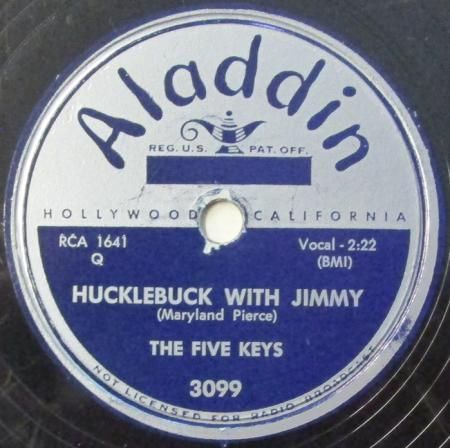 Aladdin
REG. U.S. PAT. OFF.
HOLLYWOOD CALIFORNIA
RCA 1641 Vocal - 2:22
Q (BMI)
HUCKLEBUCK WITH JIMMY
(Maryland Pierce)
THE FIVE KEYS
3099
NOT LICENSED FOR RADIO BROADCAST